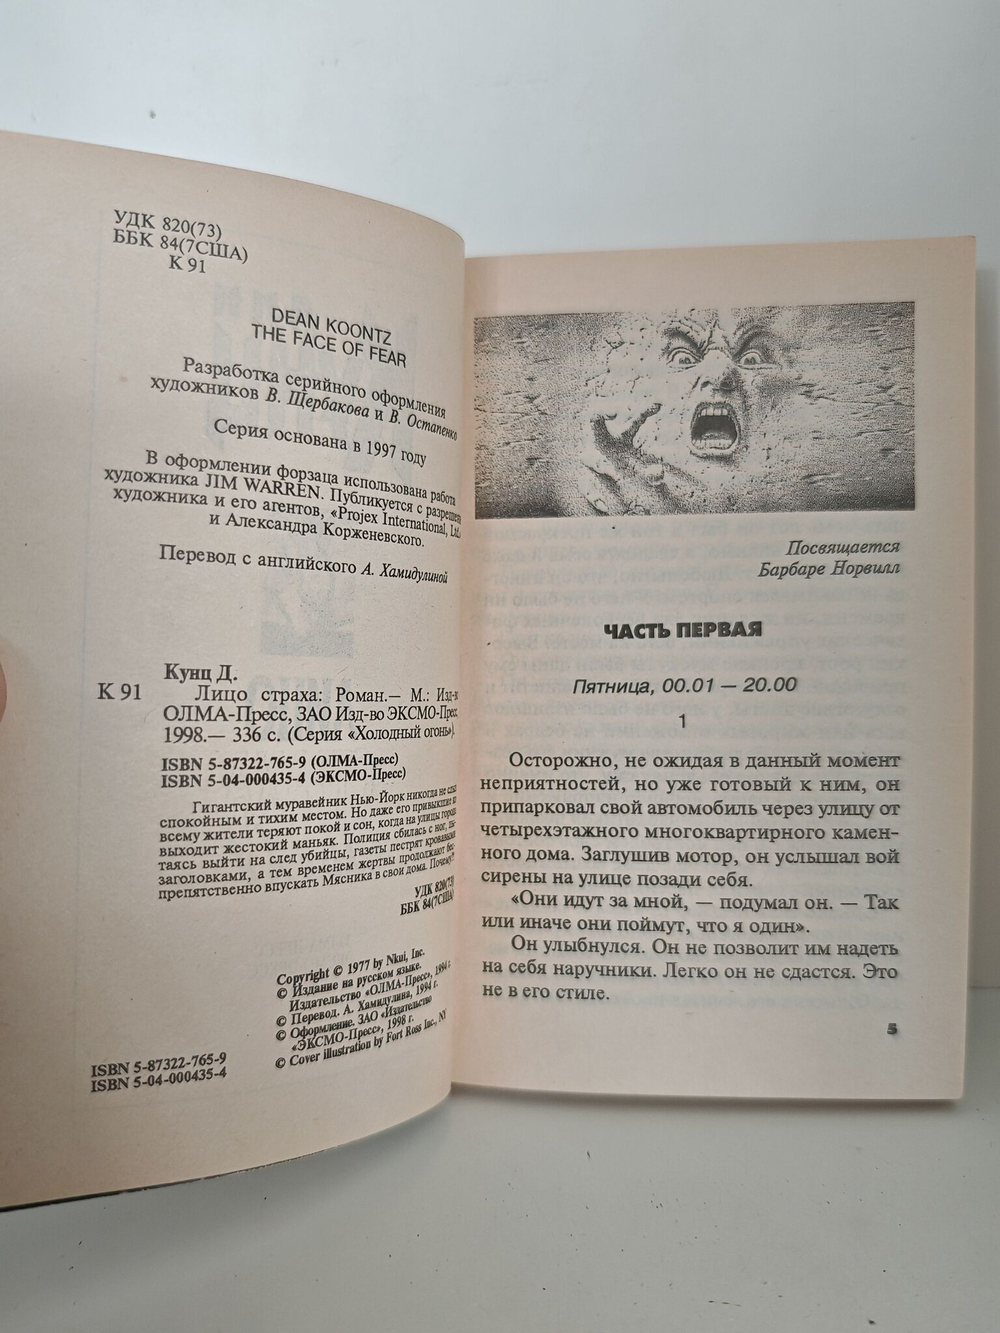 УДК 820(73)
ББК 84(7США)
К 91
DEAN KOONTZ
THE FACE OF FEAR
Разработка серийного оформления
художников В. Щербакова и В. Остапенко
Серия основана в 1997 году
В оформлении форзаца использована работа
художника JIM WARREN. Публикуется с
художника и его агентов, «Projex International, Ltd.»
и Александра Корженевского.
Перевод с английского А. Хамидулиной
Кунц Д.
К 91
Лицо страха: Роман.— М.: Изд-во
ОЛМА-Пресс, ЗАО Изд-во ЭКСМО-Пресс,
1998.— 336 с. (Серия «Холодный огонь»).
ISBN 5-87322-765-9 (ОЛМА-Пресс)
ISBN 5-04-000435-4 (ЭКСМО-Пресс)
Гигантский муравейник Нью-Йорк никогда не
спокойным и тихим местом. Но даже его привыкшие ко
всему жители теряют покой и сон, когда на улицы города
выходит жестокий маньяк. Полиция сбилась с ног, пы-
таясь выйти на след убийцы, газеты пестрят кровавыми
заголовками, а тем временем жертвы продолжают бес-
препятственно впускать Мясника в свои дома. Почему?
УДК 820(73)
ББК 84(7США)
Copyright © 1977 by Nkui, Inc.
© Издание на русском языке.
Издательство «ОЛМА-Пресс», 1994 г.
© Перевод. А. Хамидулина, 1994 г.
© Оформление. ЗАО «Издательство
«ЭКСМО-Пресс», 1998 г.
© Cover illustration by Fort Ross Inc., NY
ISBN 5-87322-765-9
ISBN 5-04-000435-4
Посвящается
Барбаре Норвилл
ЧАСТЬ ПЕРВАЯ
Пятница, 00.01 — 20.00
1
Осторожно, не ожидая в данный момент
неприятностей, но уже готовый к ним, он
припарковал свой автомобиль через улицу от
четырехэтажного многоквартирного камен-
ного дома. Заглушив мотор, он услышал вой
сирены на улице позади себя.
«Они идут за мной, — подумал он. — Так
или иначе они поймут, что я один».
Он улыбнулся. Он не позволит им надеть
на себя наручники. Легко он не сдастся. Это
не в его стиле.
5